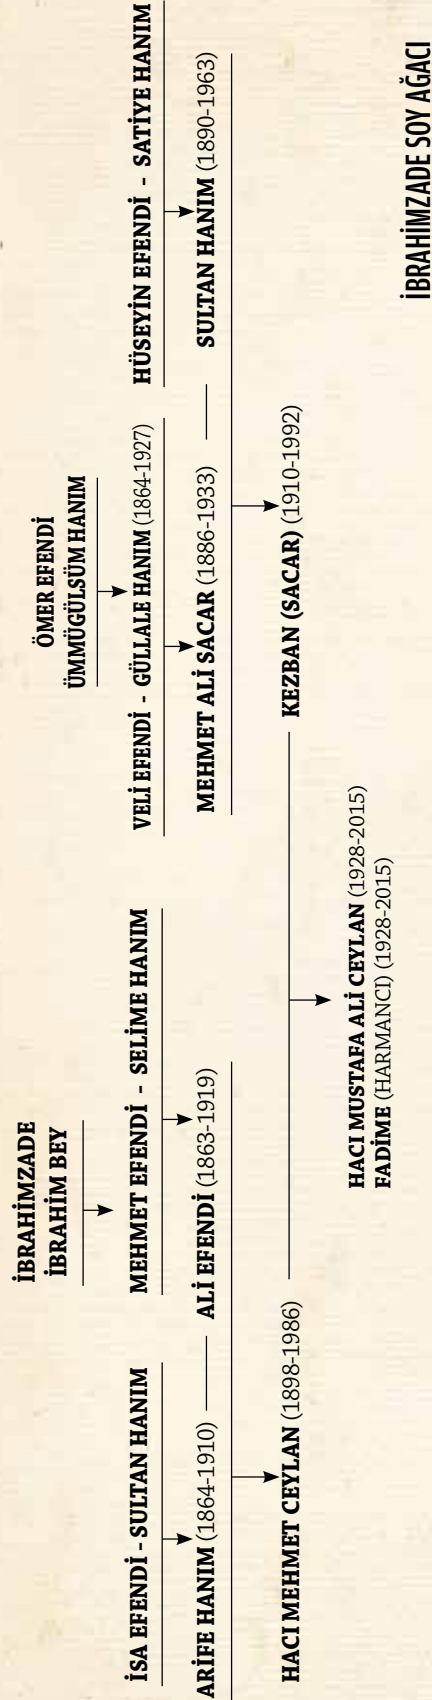 İBRAHİMZADE
İBRAHİM BEY
ÖMER EFENDİ
ÜMMÜGÜLSÜM HANIM
İSA EFENDİ - SULTAN HANIM
MEHMET EFENDİ - SELİME HANIM
VELİ EFENDİ - GÜLLALE HANIM (1864-1927)
HÜSEYİN EFENDİ - SATİYE HANIM
ARİFE HANIM (1864-1910)
ALİ EFENDİ (1863-1919)
MEHMET ALİ SACAR (1886-1933)
SULTAN HANIM (1890-1963)
HACI MEHMET CEYLAN (1898-1986)
KEZBAN (SACAR) (1910-1992)
HACI MUSTAFA ALİ CEYLAN (1928-2015)
FADİME (HARMANCI) (1928-2015)
İBRAHİMZADE SOY AĞACI